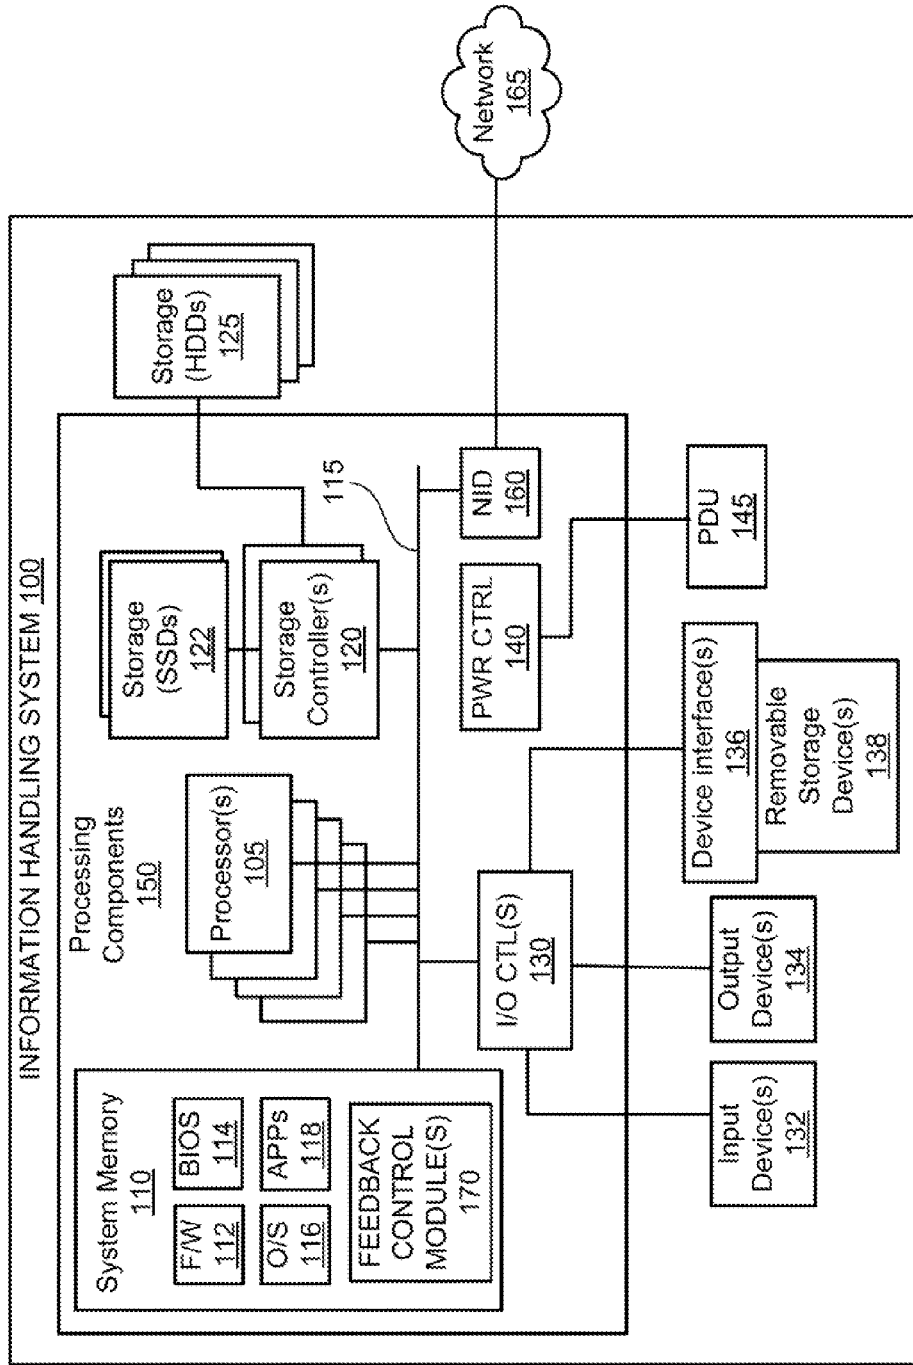 INFORMATION HANDLING SYSTEM 100
System Memory
110
F/W
112
BIOS
114
O/S
116
APPs
118
FEEDBACK
CONTROL
MODULE(S)
170
Processing
Components
150
Processor(s)
105
Storage
(SSDs)
122
Storage
Controller(s)
120
Storage
(HDDs)
125
115
I/O CTL(S)
130
PWR CTRL
140
NID
160
Network
165
Input
Device(s)
132
Output
Device(s)
134
Device interface(s)
136
Removable
Storage
Device(s)
138
PDU
145